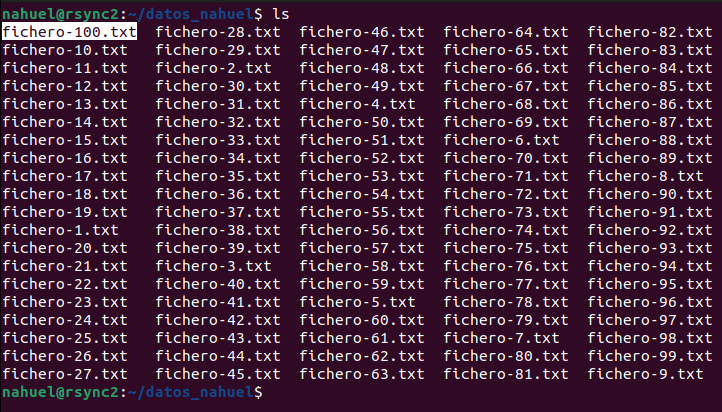 nahuel@rsync2:~/datos_nahuel$ ls
fichero-100.txt fichero-28.txt fichero-46.txt fichero-64.txt fichero-82.txt
fichero-10.txt fichero-29.txt fichero-47.txt fichero-65.txt fichero-83.txt
fichero-11.txt fichero-2.txt fichero-48.txt fichero-66.txt fichero-84.txt
fichero-12.txt fichero-30.txt fichero-49.txt fichero-67.txt fichero-85.txt
fichero-13.txt fichero-31.txt fichero-4.txt fichero-68.txt fichero-86.txt
fichero-14.txt fichero-32.txt fichero-50.txt fichero-69.txt fichero-87.txt
fichero-15.txt fichero-33.txt fichero-51.txt fichero-6.txt fichero-88.txt
fichero-16.txt fichero-34.txt fichero-52.txt fichero-70.txt fichero-89.txt
fichero-17.txt fichero-35.txt fichero-53.txt fichero-71.txt fichero-8.txt
fichero-18.txt fichero-36.txt fichero-54.txt fichero-72.txt fichero-90.txt
fichero-19.txt fichero-37.txt fichero-55.txt fichero-73.txt fichero-91.txt
fichero-1.txt fichero-38.txt fichero-56.txt fichero-74.txt fichero-92.txt
fichero-20.txt fichero-39.txt fichero-57.txt fichero-75.txt fichero-93.txt
fichero-21.txt fichero-3.txt fichero-58.txt fichero-76.txt fichero-94.txt
fichero-22.txt fichero-40.txt fichero-59.txt fichero-77.txt fichero-95.txt
fichero-23.txt fichero-41.txt fichero-5.txt fichero-78.txt fichero-96.txt
fichero-24.txt fichero-42.txt fichero-60.txt fichero-79.txt fichero-97.txt
fichero-25.txt fichero-43.txt fichero-61.txt fichero-7.txt fichero-98.txt
fichero-26.txt fichero-44.txt fichero-62.txt fichero-80.txt fichero-99.txt
fichero-27.txt fichero-45.txt fichero-63.txt fichero-81.txt fichero-9.txt
nahuel@rsync2:~/datos_nahuel$